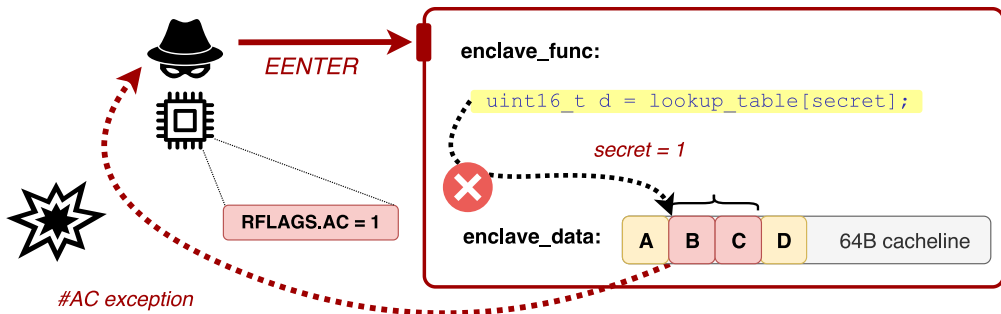 EENTER
enclave_func:
uint16_t d = lookup_table[secret];
secret = 1
RFLAGS.AC = 1
enclave_data:
A B C D 64B cacheline
#AC exception